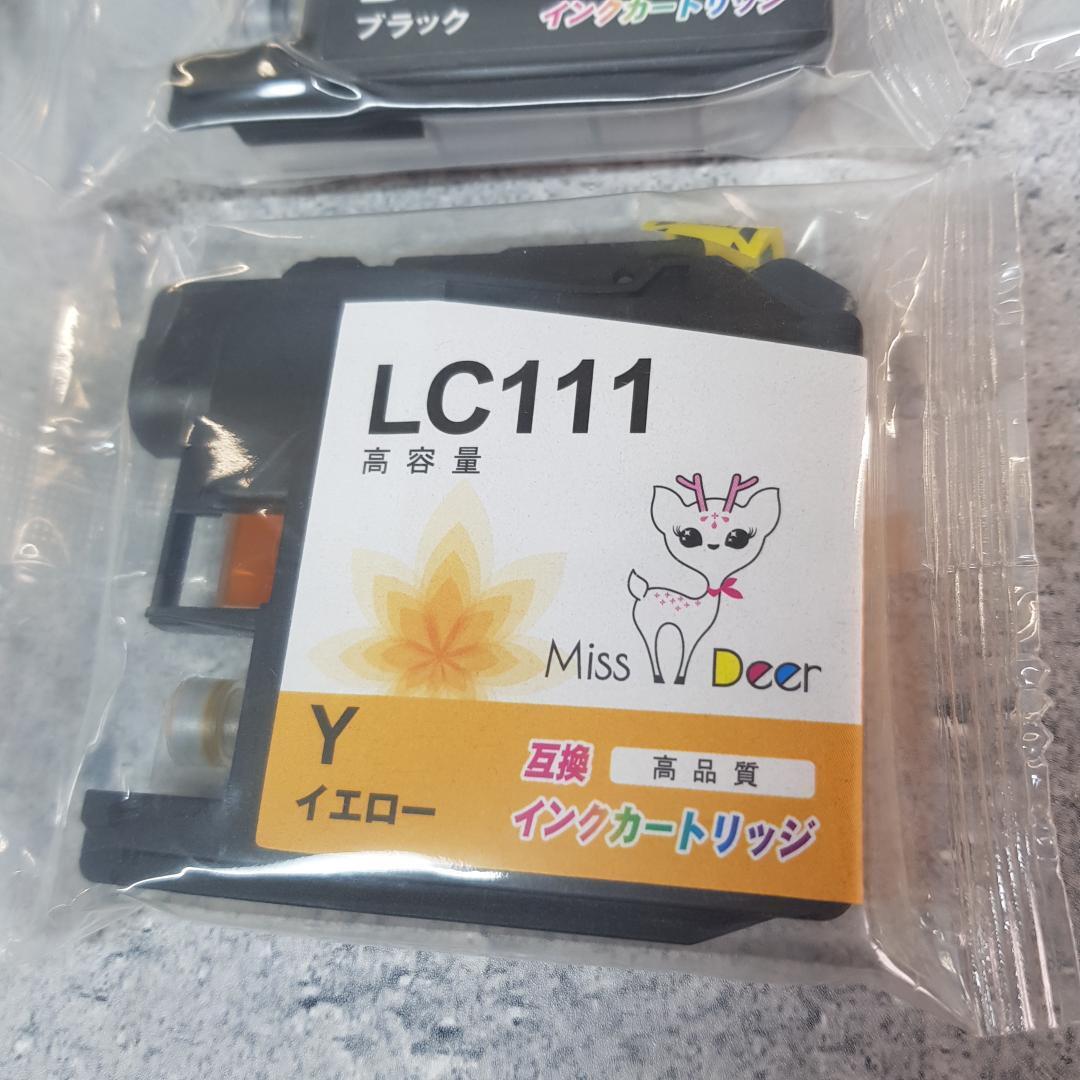 ブラック
インクカートリッジ
LC111
高容量
Miss Deer
Y
イエロー
互換 高品質
インクカートリッジ